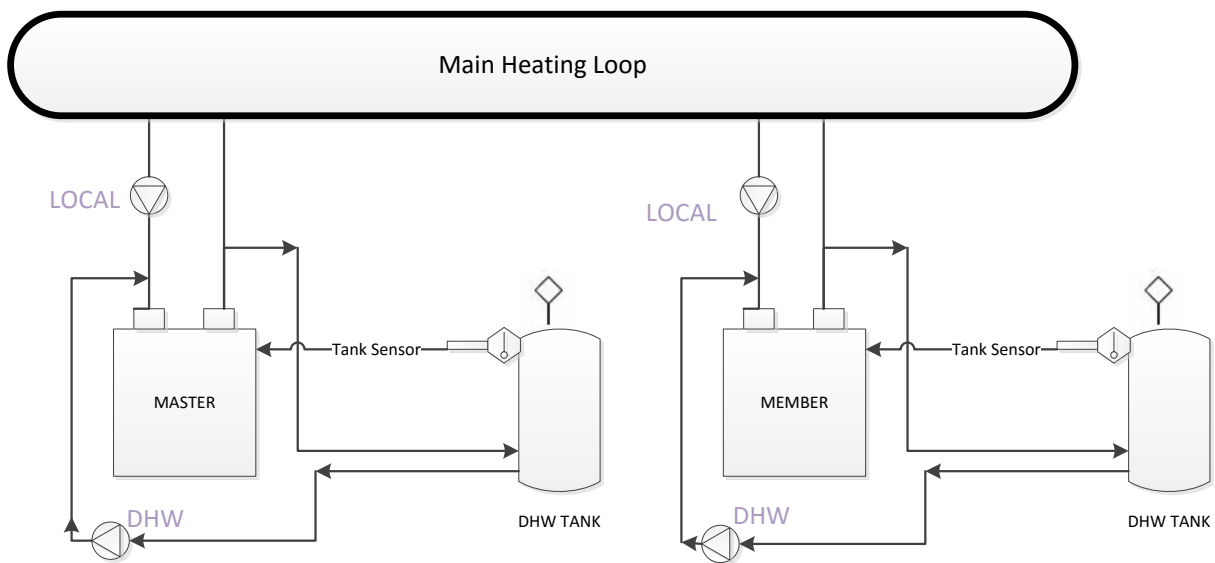 Main Heating Loop
LOCAL
LOCAL
Tank Sensor
Tank Sensor
MASTER
MEMBER
DHW
DHW
DHW TANK
DHW TANK